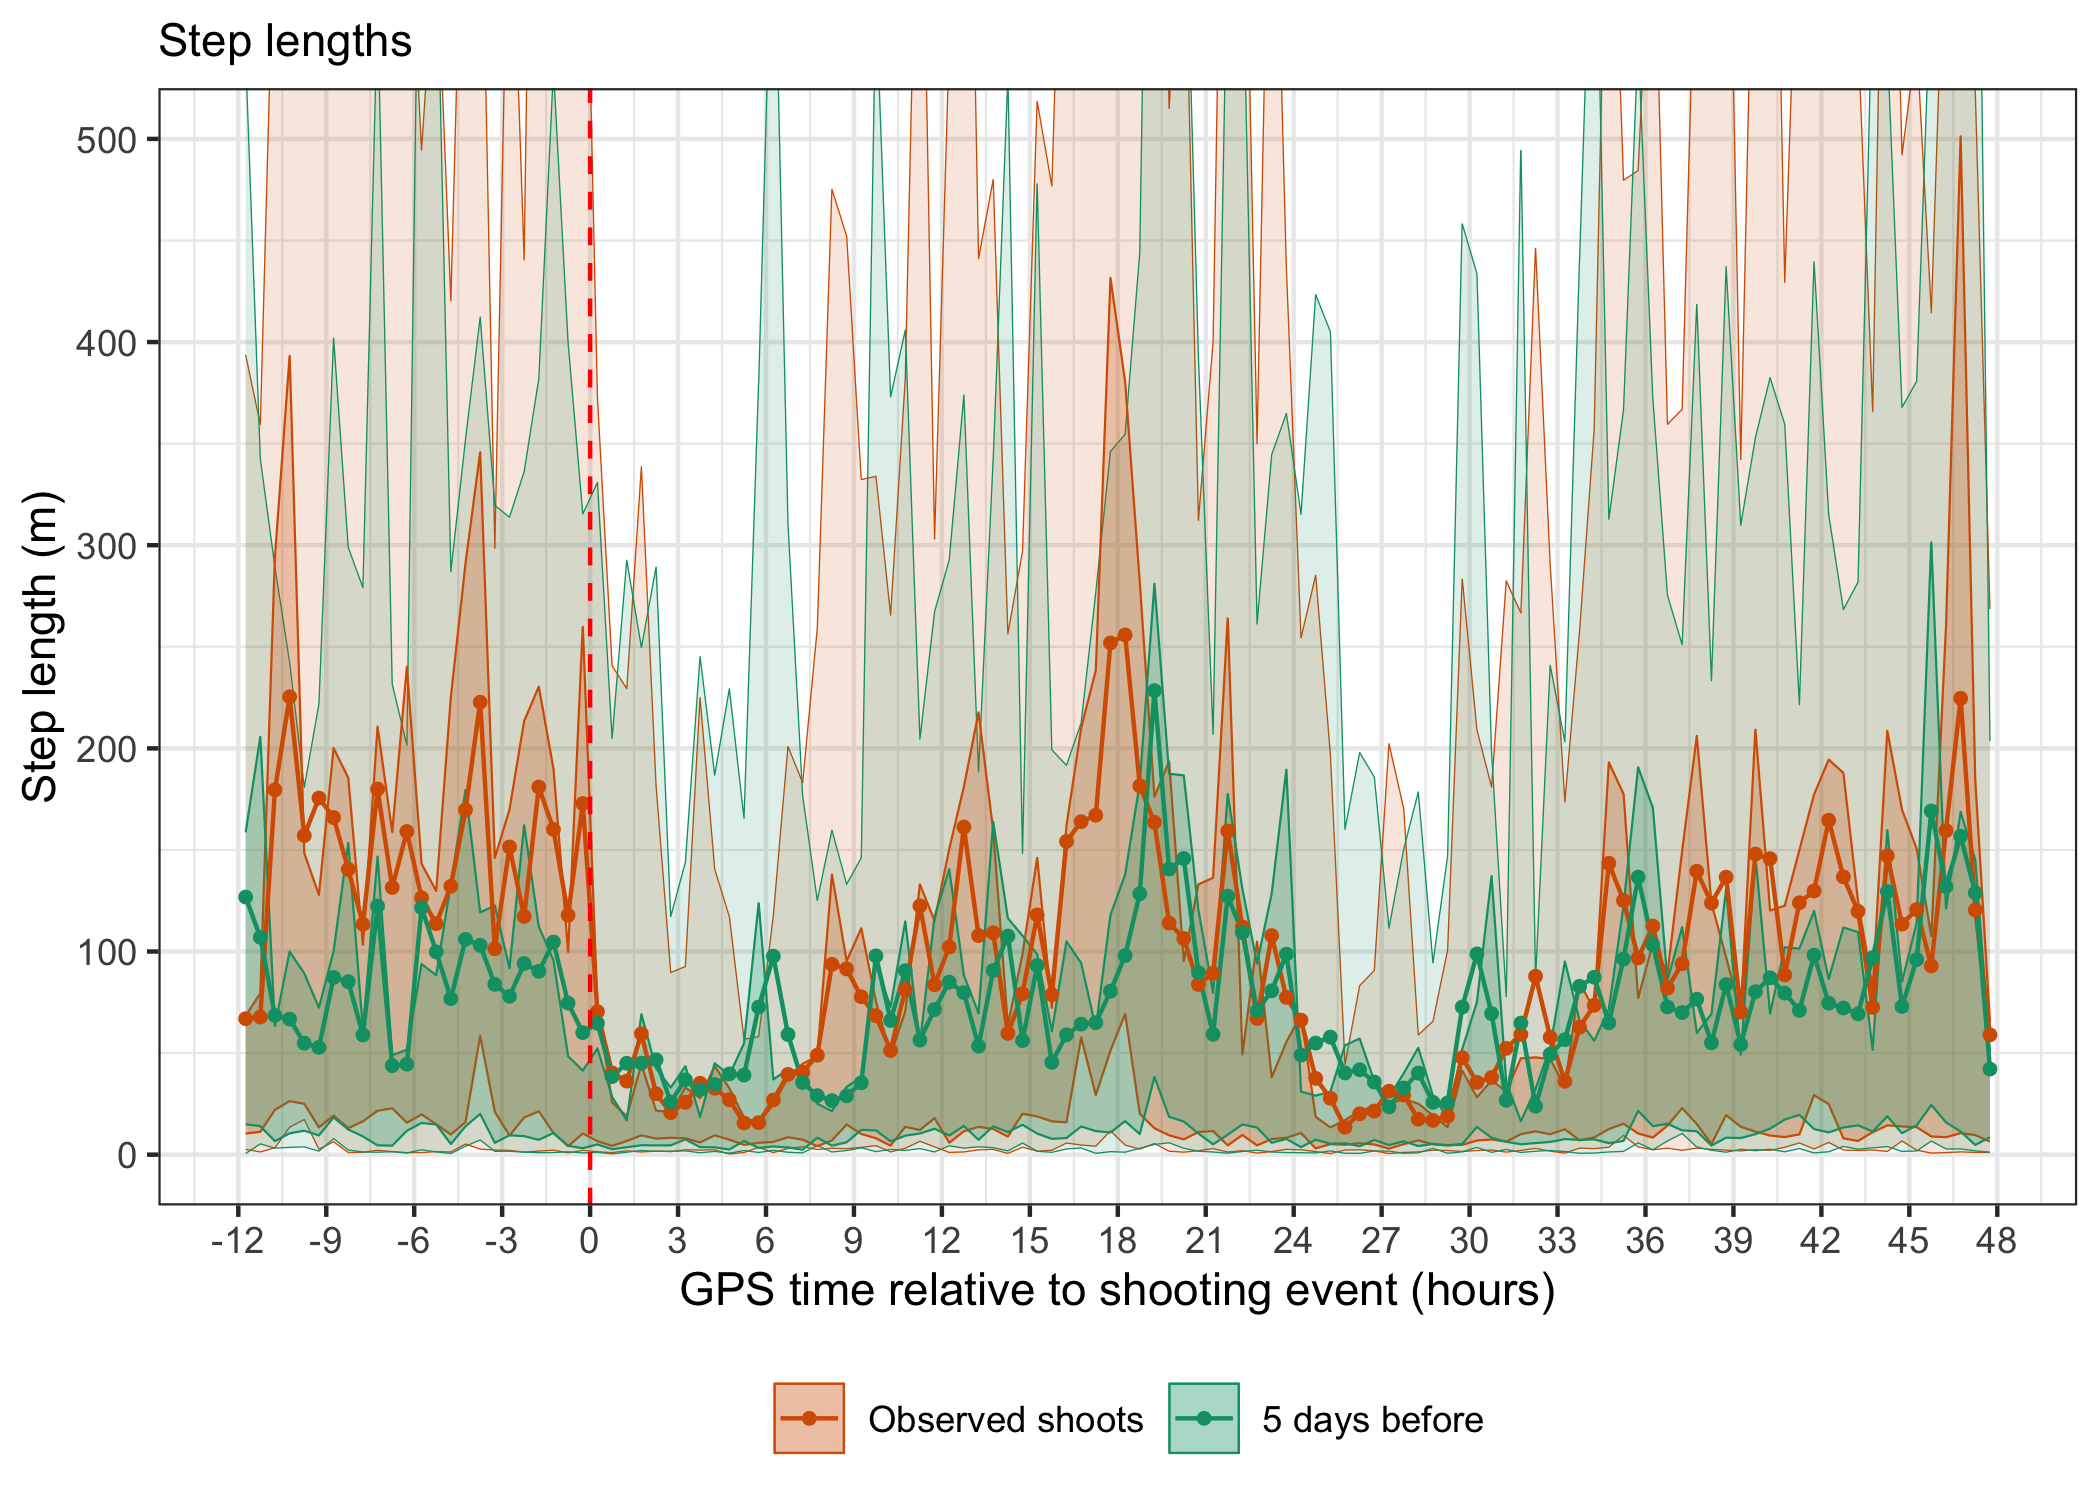 Step lengths
Step length (m)
500
400
300
200
100
0
-12 -9 -6 -3 0 3 6 9 12 15 18 21 24 27 30 33 36 39 42 45 48
GPS time relative to shooting event (hours)
Observed shoots 5 days before